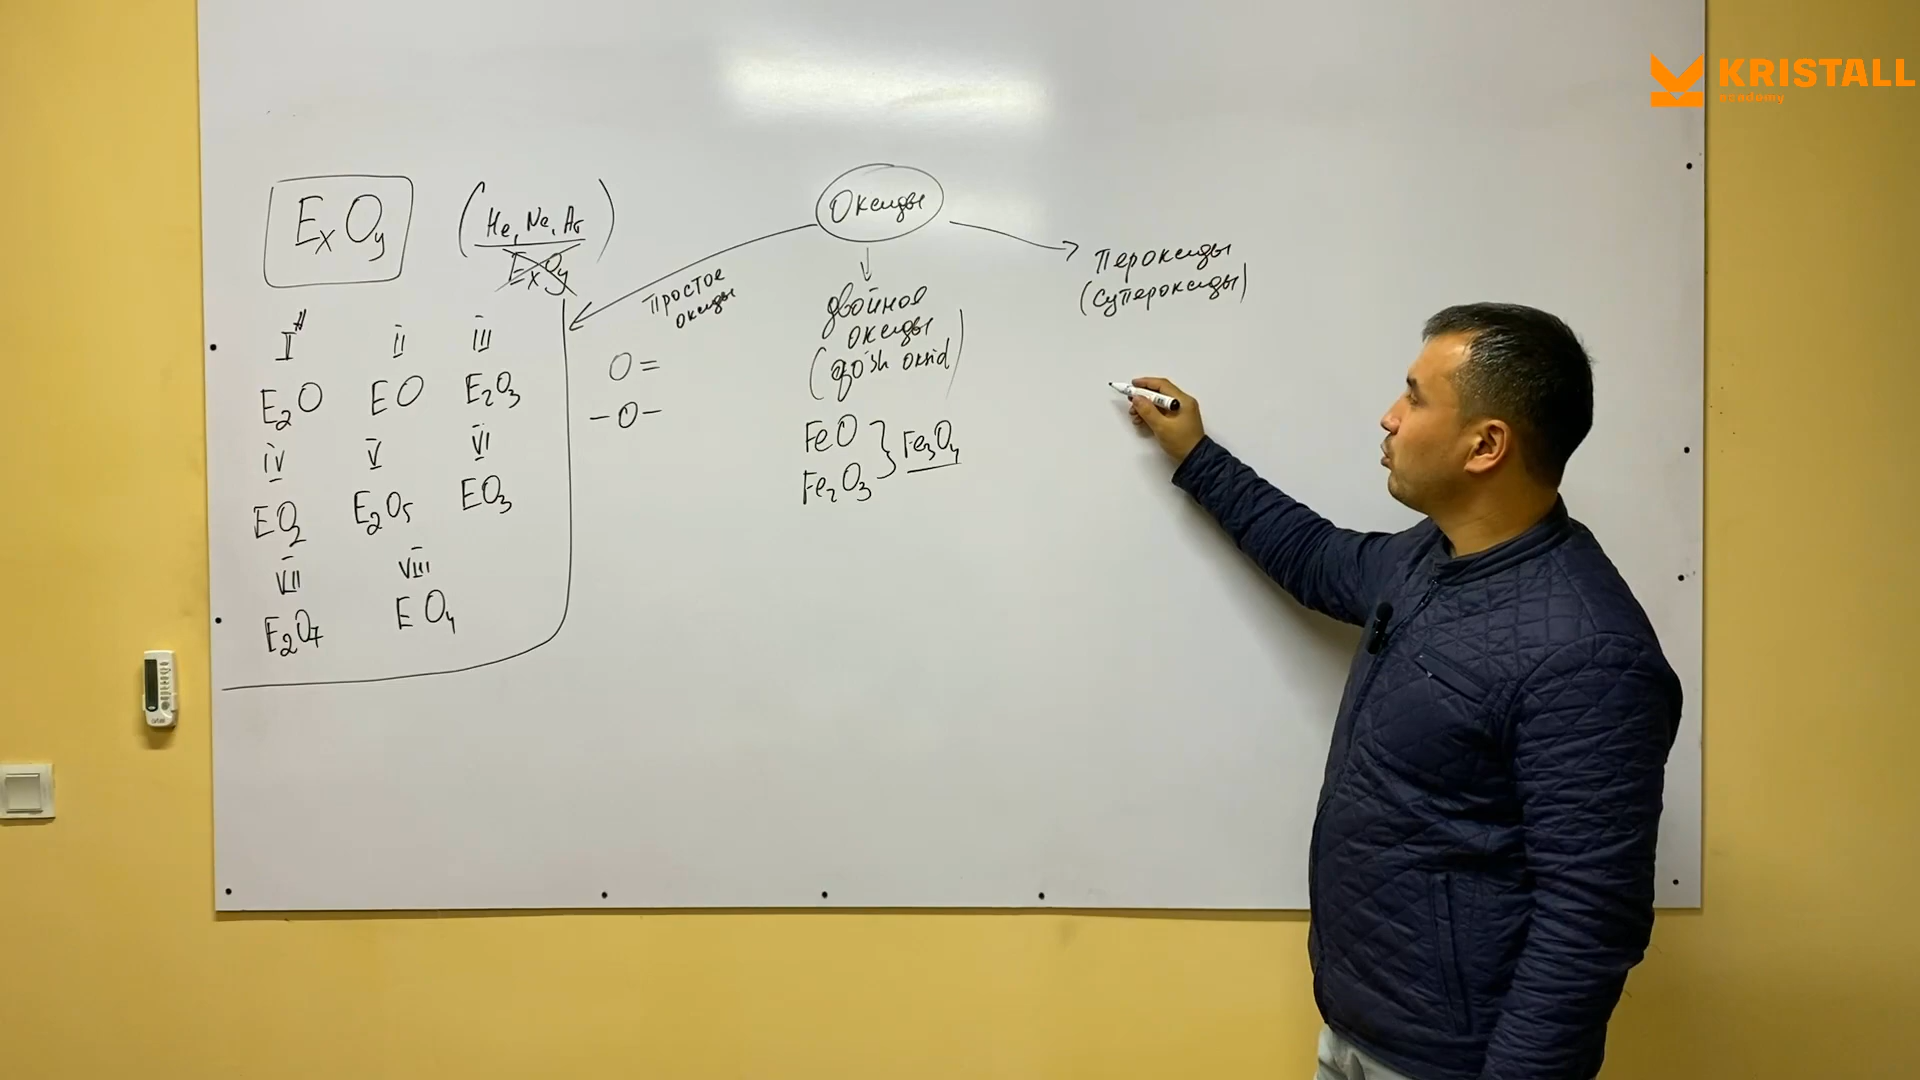 KRISTALL
academy
ExOy
(He, Ne, Ar)
ExOy
Оксиды
Простое
оксиды
двойное
оксиды
(qo'sh oksid)
Пероксиды
(супероксиды)
I II III
E2O EO E2O3
IV V VI
EO2 E2O5 EO3
VII VIII
E2O7 EO4
O=
-O-
FeO
Fe2O3
} Fe3O4